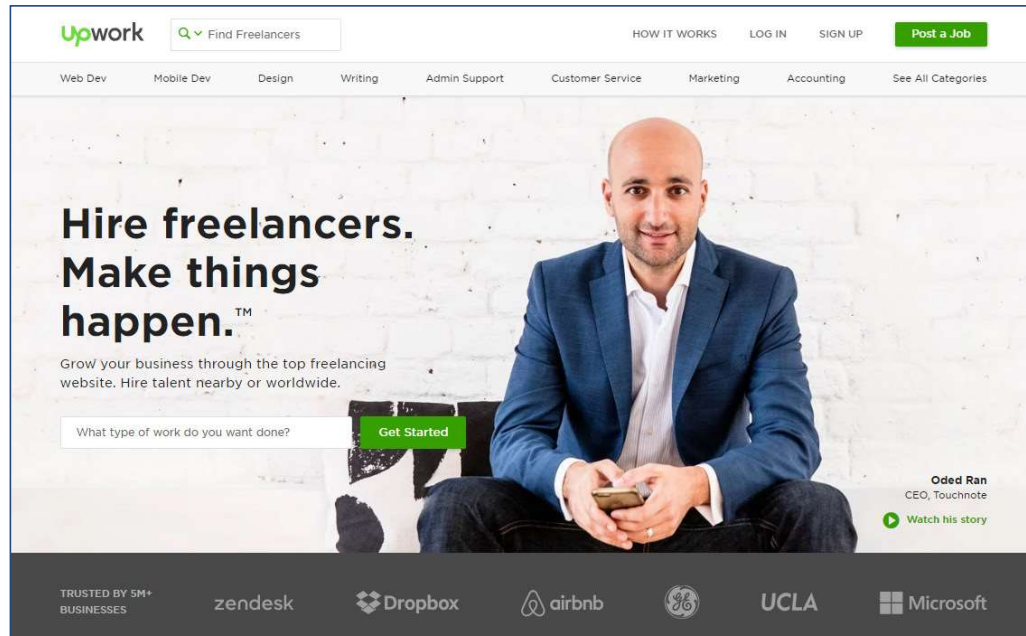 Upwork
Find Freelancers
HOW IT WORKS
LOG IN
SIGN UP
Post a Job
Web Dev
Mobile Dev
Design
Writing
Admin Support
Customer Service
Marketing
Accounting
See All Categories
Hire freelancers.
Make things
happen.™
Grow your business through the top freelancing
website. Hire talent nearby or worldwide.
What type of work do you want done?
Get Started
Oded Ran
CEO, Touchnote
Watch his story
TRUSTED BY 5M+
BUSINESSES
zendesk
Dropbox
airbnb
GE
UCLA
Microsoft